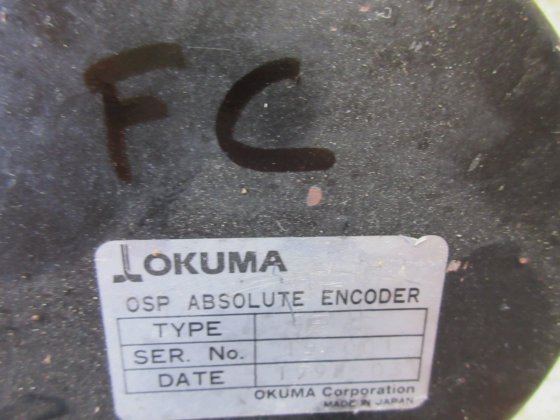 FC
OKUMA
OSP ABSOLUTE ENCODER
TYPE
SER. No.
DATE
OKUMA Corporation
MADE IN JAPAN